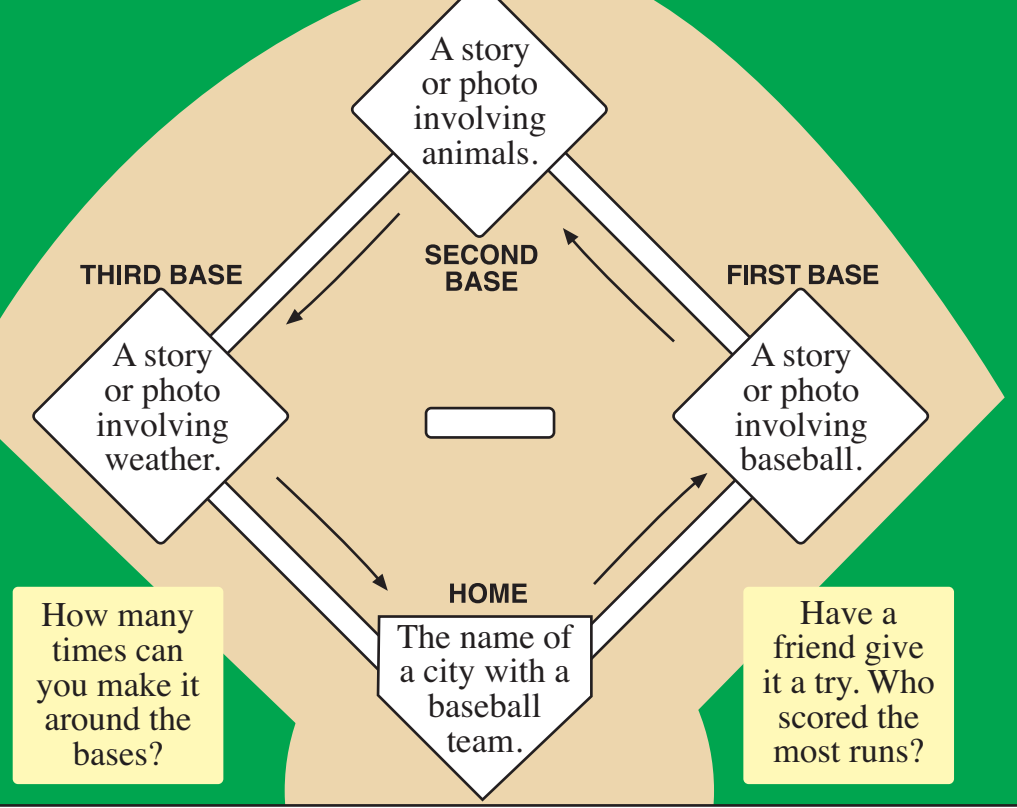 A story
or photo
involving
animals.
SECOND
BASE
THIRD BASE
A story
or photo
involving
weather.
FIRST BASE
A story
or photo
involving
baseball.
HOME
The name of
a city with a
baseball
team.
How many
times can
you make it
around the
bases?
Have a
friend give
it a try. Who
scored the
most runs?